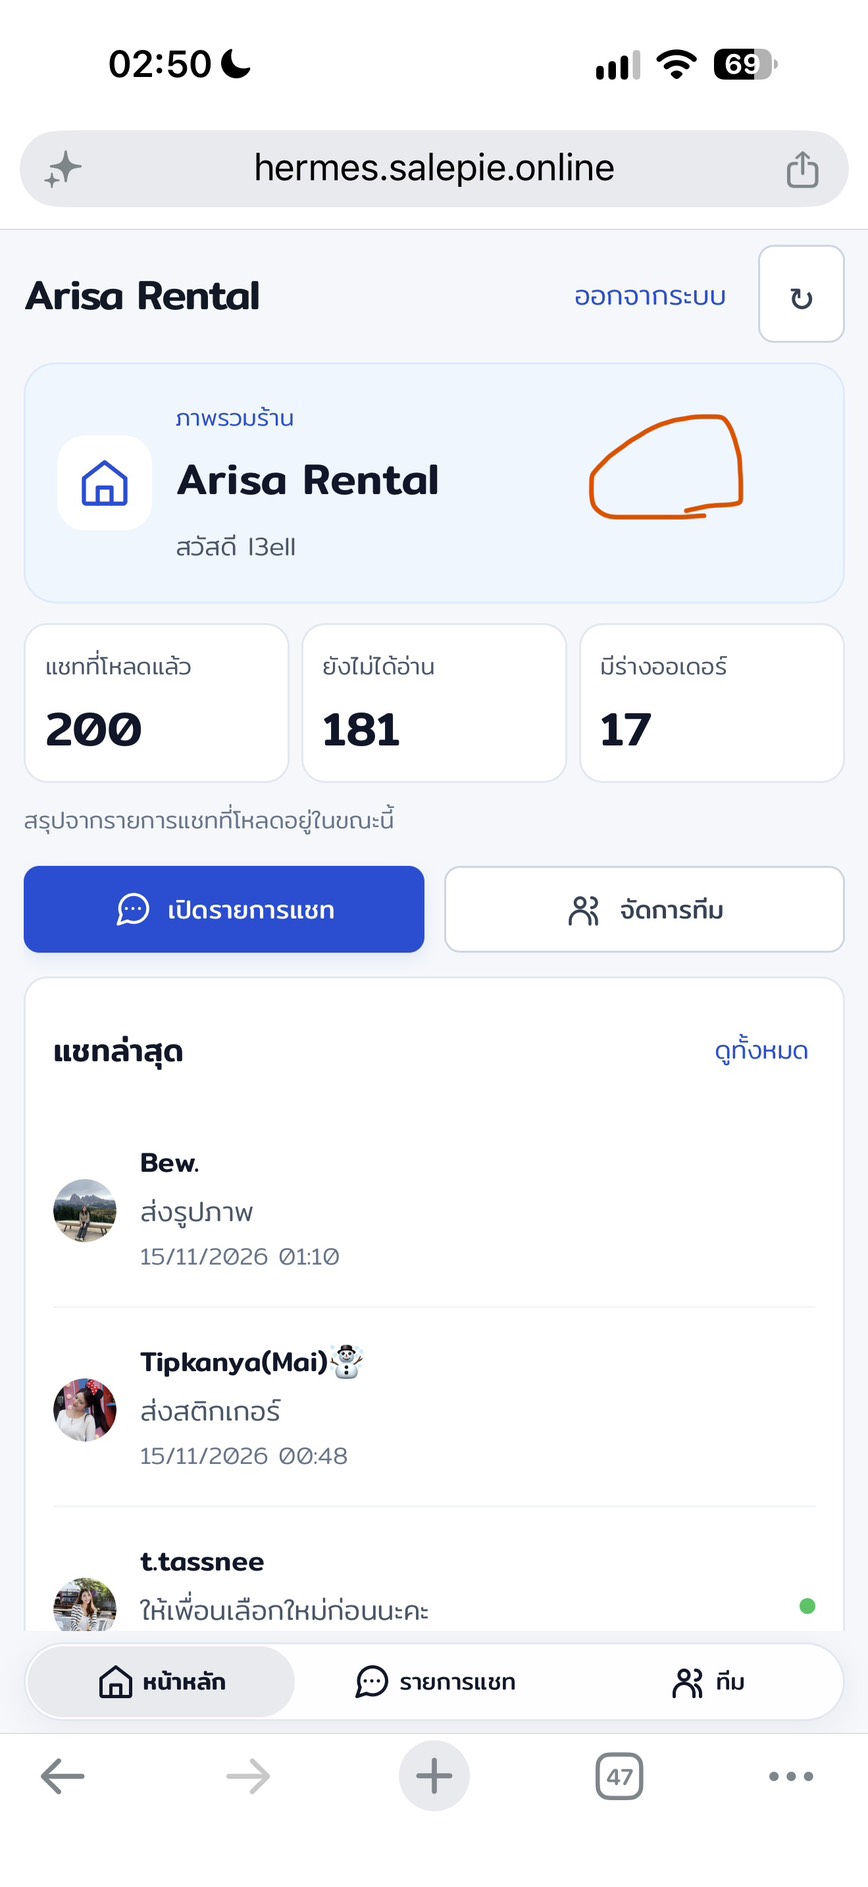 02:50
69
hermes.salepie.online
Arisa Rental
ออกจากระบบ
ภาพรวมร้าน
Arisa Rental
สวัสดี l3ell
แชทที่โหลดแล้ว
200
ยังไม่ได้อ่าน
181
มีร่างออเดอร์
17
สรุปจากรายการแชทที่โหลดอยู่ในขณะนี้
เปิดรายการแชท
จัดการทีม
แชทล่าสุด
ดูทั้งหมด
Bew.
ส่งรูปภาพ
15/11/2026 01:10
Tipkanya(Mai)☃️
ส่งสติกเกอร์
15/11/2026 00:48
t.tassnee
ให้เพื่อนเลือกใหม่ก่อนนะคะ
หน้าหลัก
รายการแชท
ทีม
47